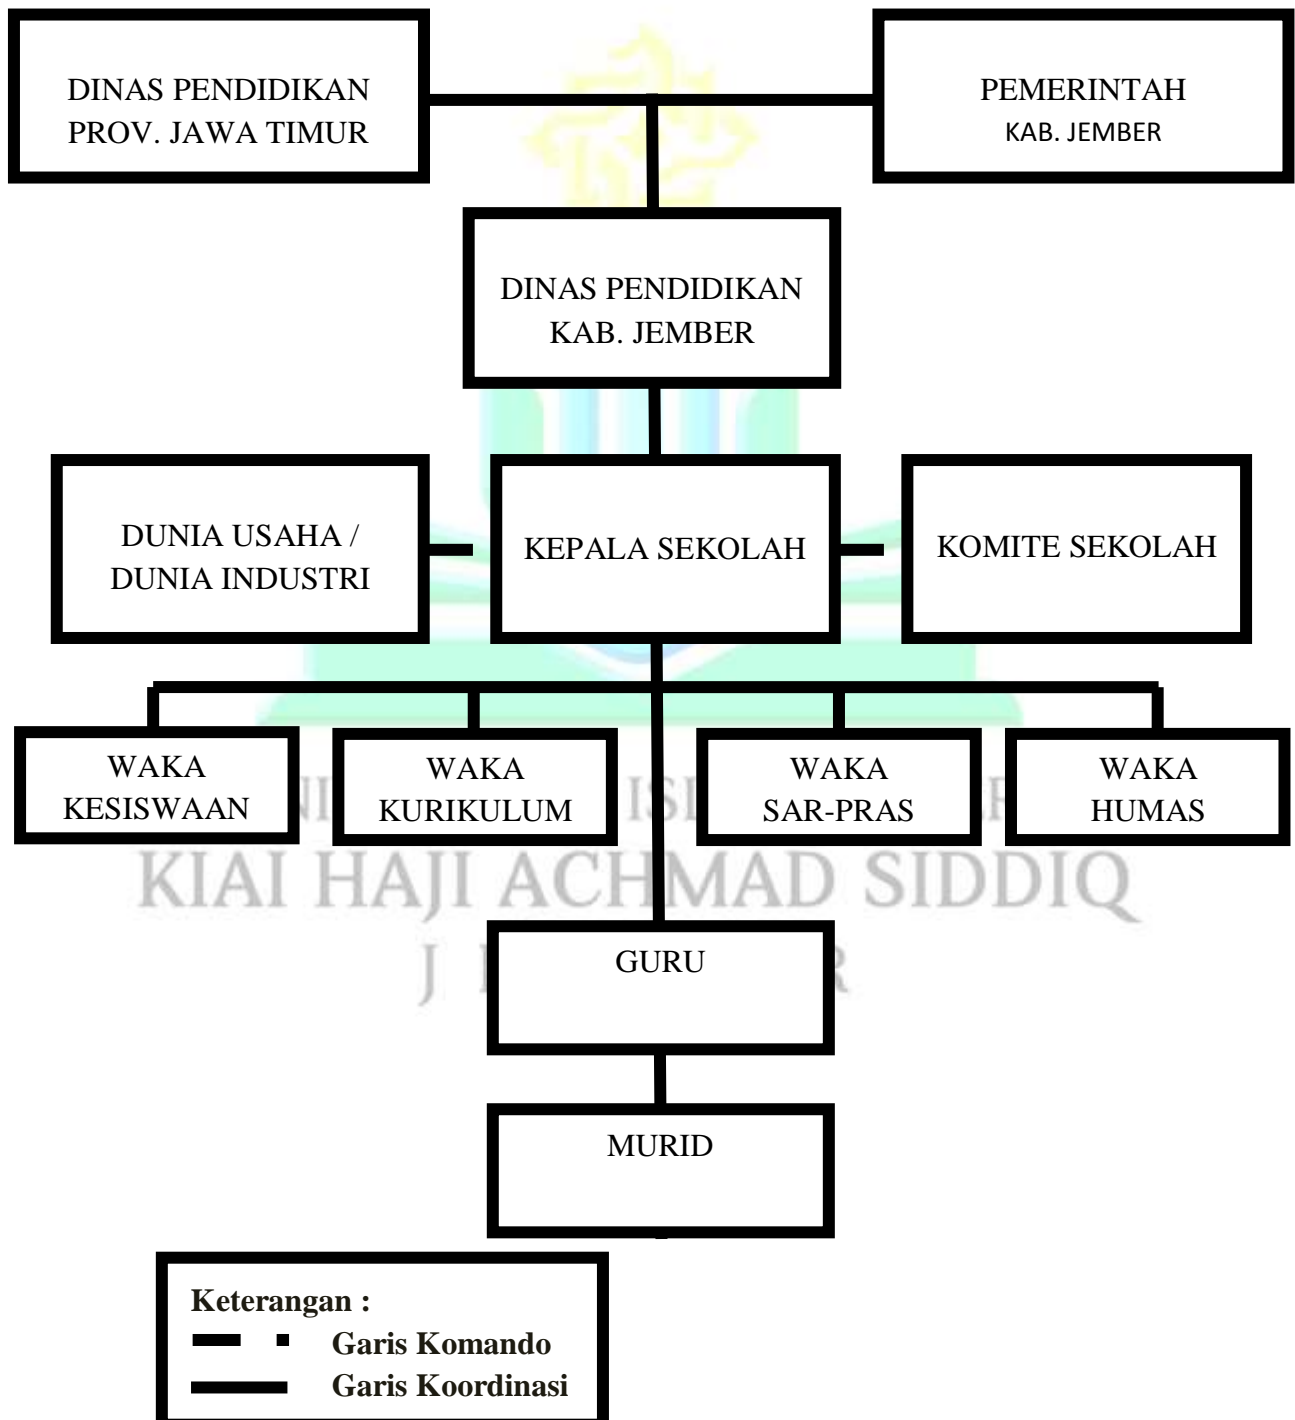 DINAS PENDIDIKAN
PROV. JAWA TIMUR
PEMERINTAH
KAB. JEMBER
DINAS PENDIDIKAN
KAB. JEMBER
DUNIA USAHA /
DUNIA INDUSTRI
KEPALA SEKOLAH
KOMITE SEKOLAH
WAKA
KESISWAAN
WAKA
KURIKULUM
WAKA
SAR-PRAS
WAKA
HUMAS
KIAI HAJI ACHMAD SIDDIQ
GURU
MURID
Keterangan :
Garis Komando
Garis Koordinasi